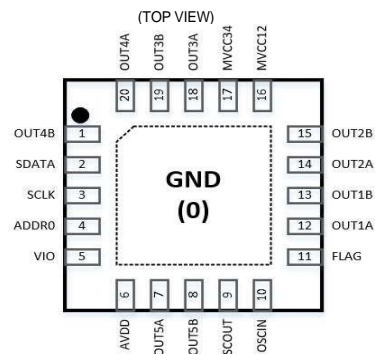 (TOP VIEW)
OUT4A OUT3B OUT3A MVCC34 MVCC12
20 19 18 17 16
OUT4B 1 15 OUT2B
SDATA 2 14 OUT2A
GND
SCLK 3 13 OUT1B
(0)
ADDR0 4 12 OUT1A
VIO 5 11 FLAG
6 7 8 9 10
AVDD OUT5A OUT5B SCOUT OSCIN